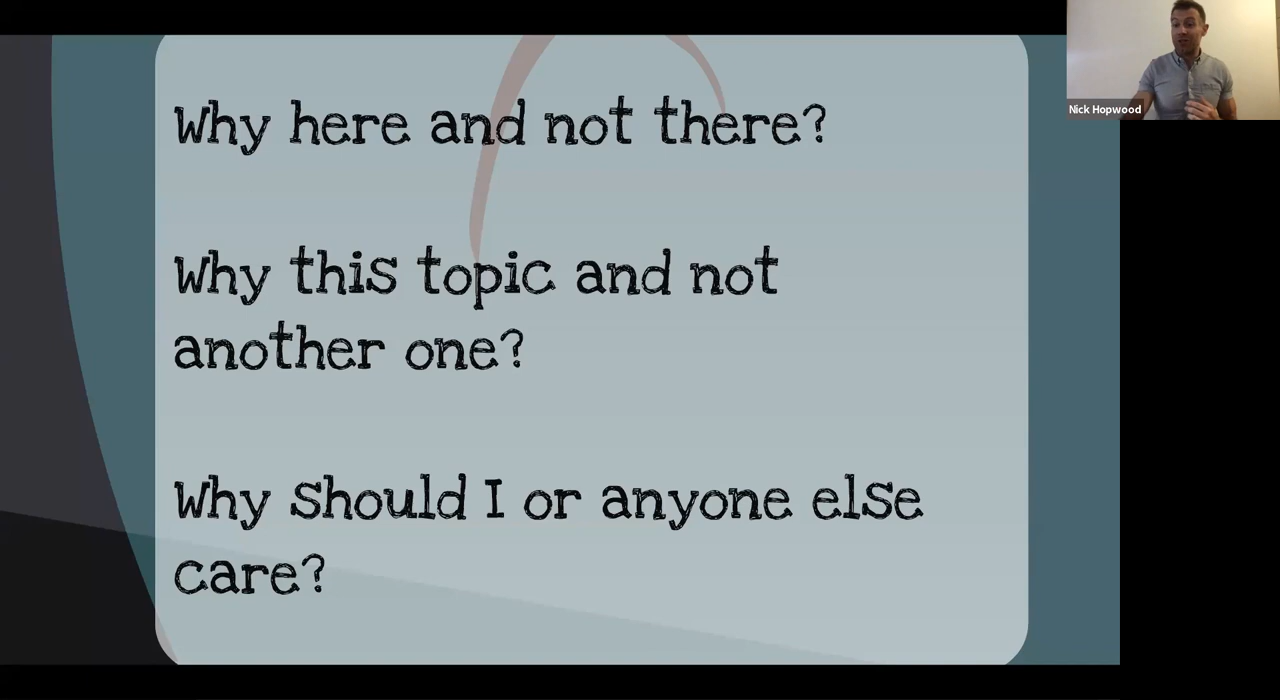 Why here and not there?
Why this topic and not
another one?
Why should I or anyone else
care?
Nick Hopwood